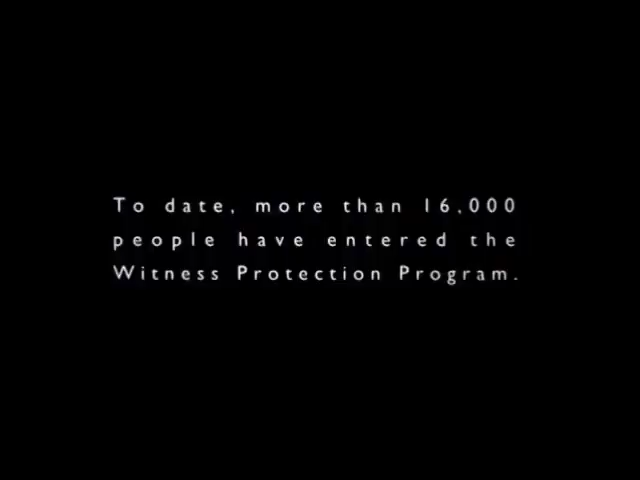 To date, more than 16,000
people have entered the
Witness Protection Program.